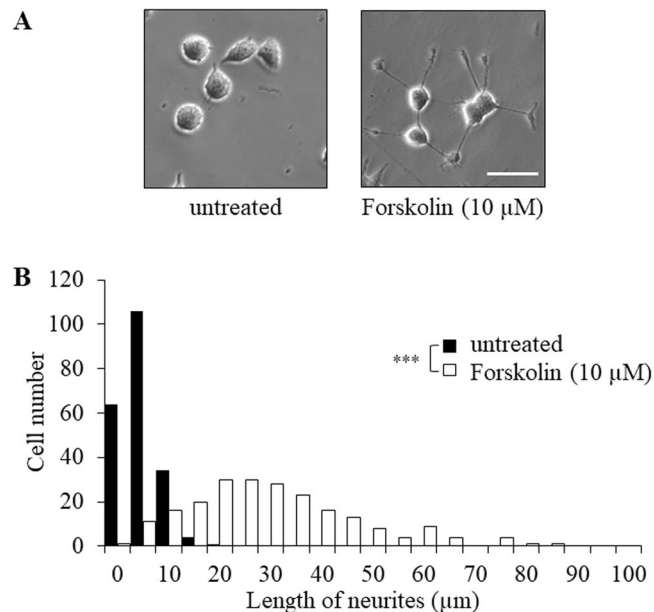 A
untreated
Forskolin (10 µM)
B
120
100
80
60
40
20
0
Cell number
*** untreated
Forskolin (10 µM)
0 10 20 30 40 50 60 70 80 90 100
Length of neurites (µm)